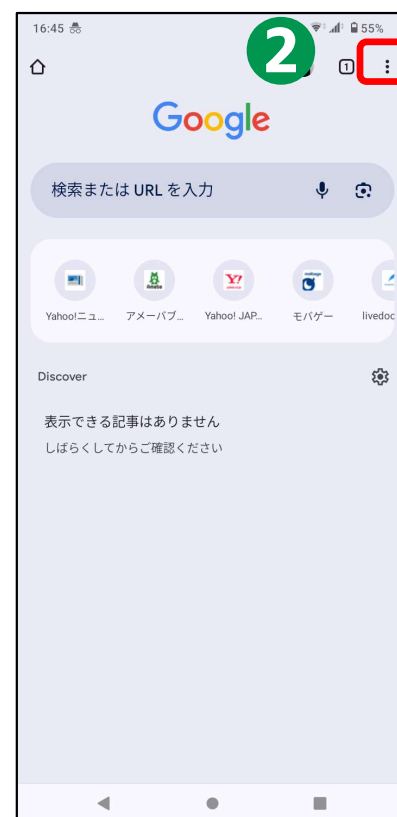 16:45
55%
2
1
Google
検索または URL を入力
Yahoo!ニュ...
アメーバブ...
Yahoo! JAP...
モバゲー
livedoc
Discover
表示できる記事はありません
しばらくしてからご確認ください